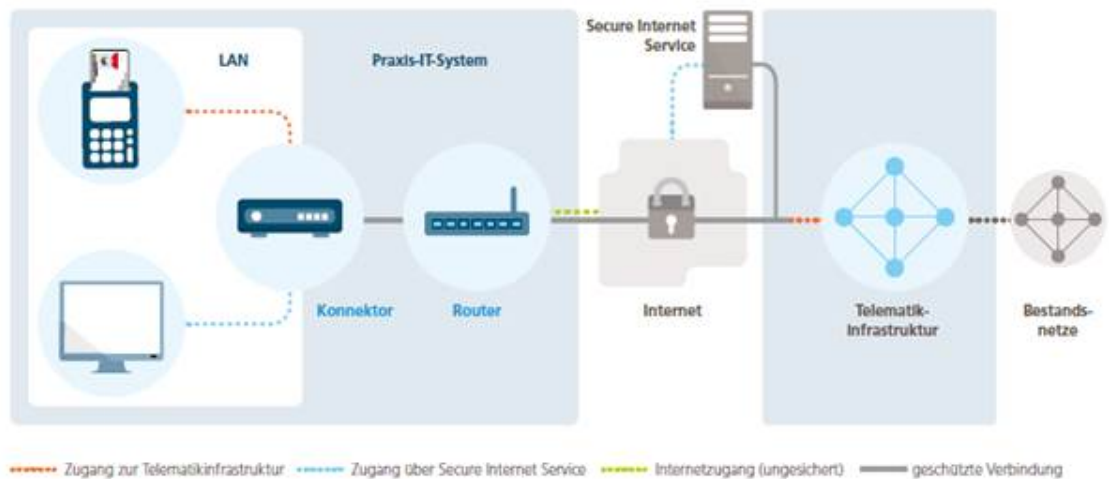 Secure Internet
Service
LAN
Praxis-IT-System
Konnektor
Router
Internet
Telematik-
Infrastruktur
Bestands-
netze
Zugang zur Telematikinfrastruktur
Zugang über Secure Internet Service
Internetzugang (ungesichert)
geschützte Verbindung